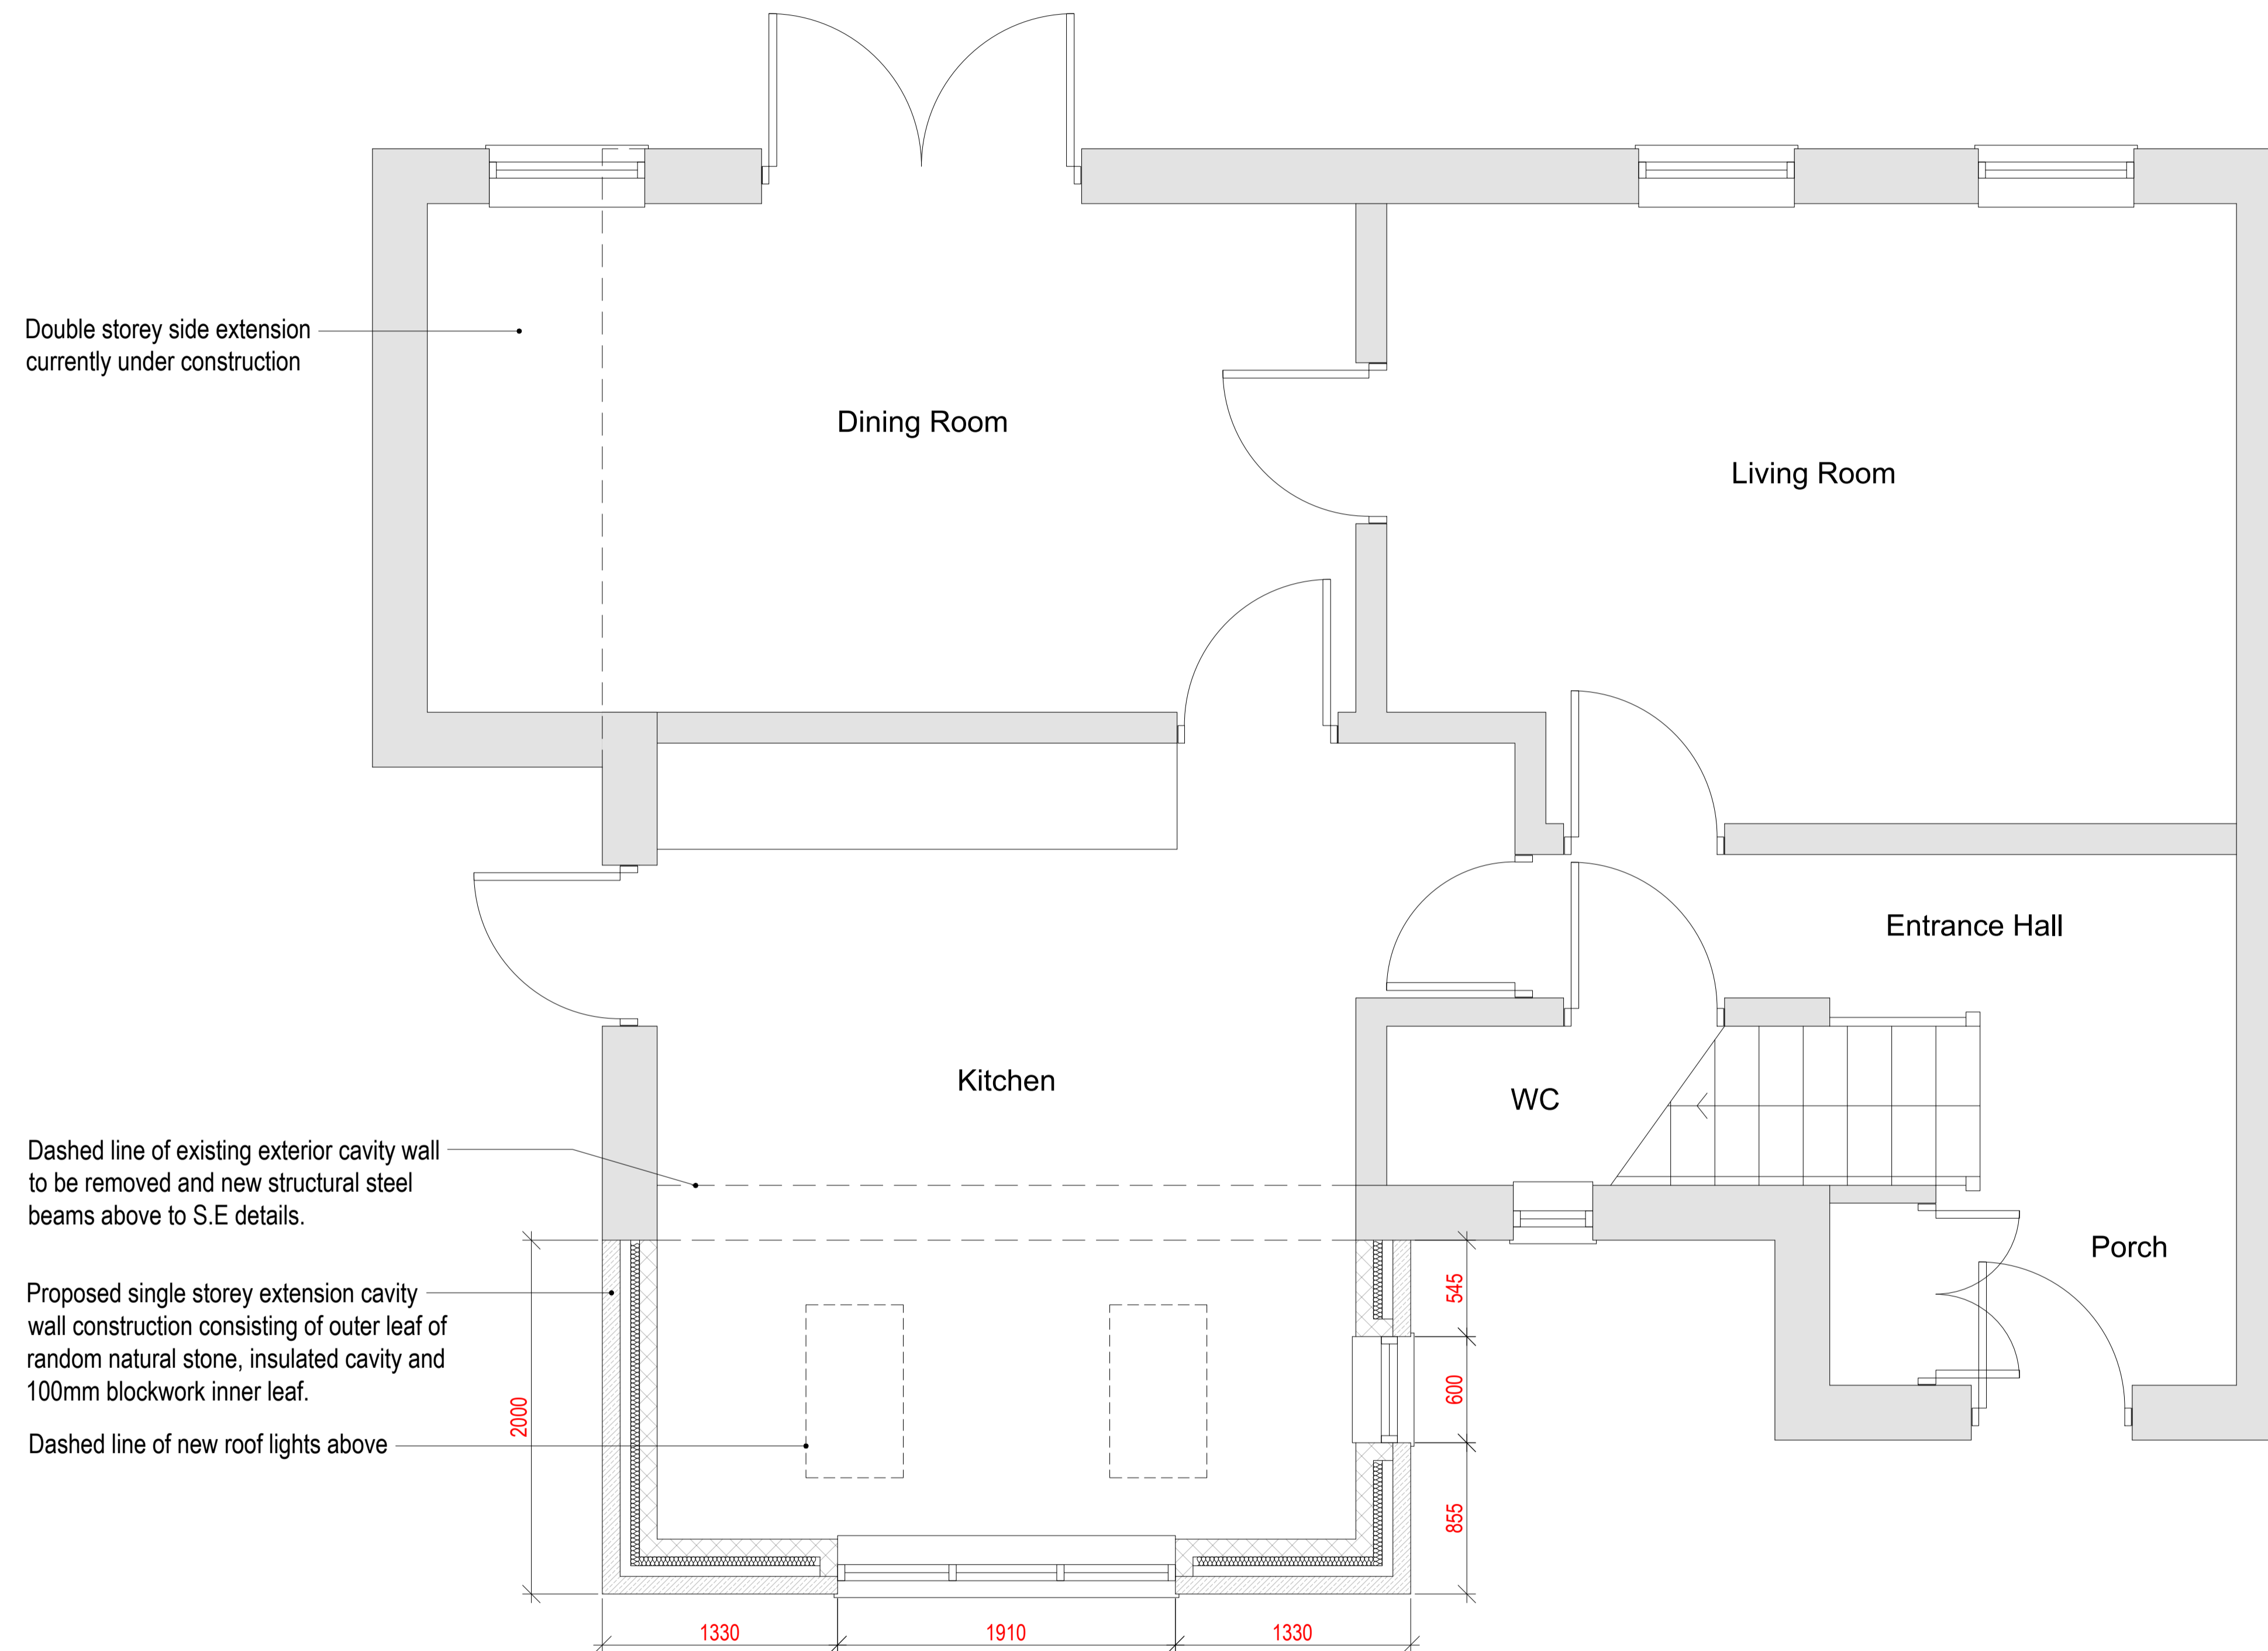 Double storey side extension
currently under construction
Dining Room
Living Room
Entrance Hall
Kitchen
WC
Dashed line of existing exterior cavity wall
to be removed and new structural steel
beams above to S.E details.
Porch
Proposed single storey extension cavity
wall construction consisting of outer leaf of
random natural stone, insulated cavity and
100mm blockwork inner leaf.
Dashed line of new roof lights above
2000
545
600
855
1330
1910
1330